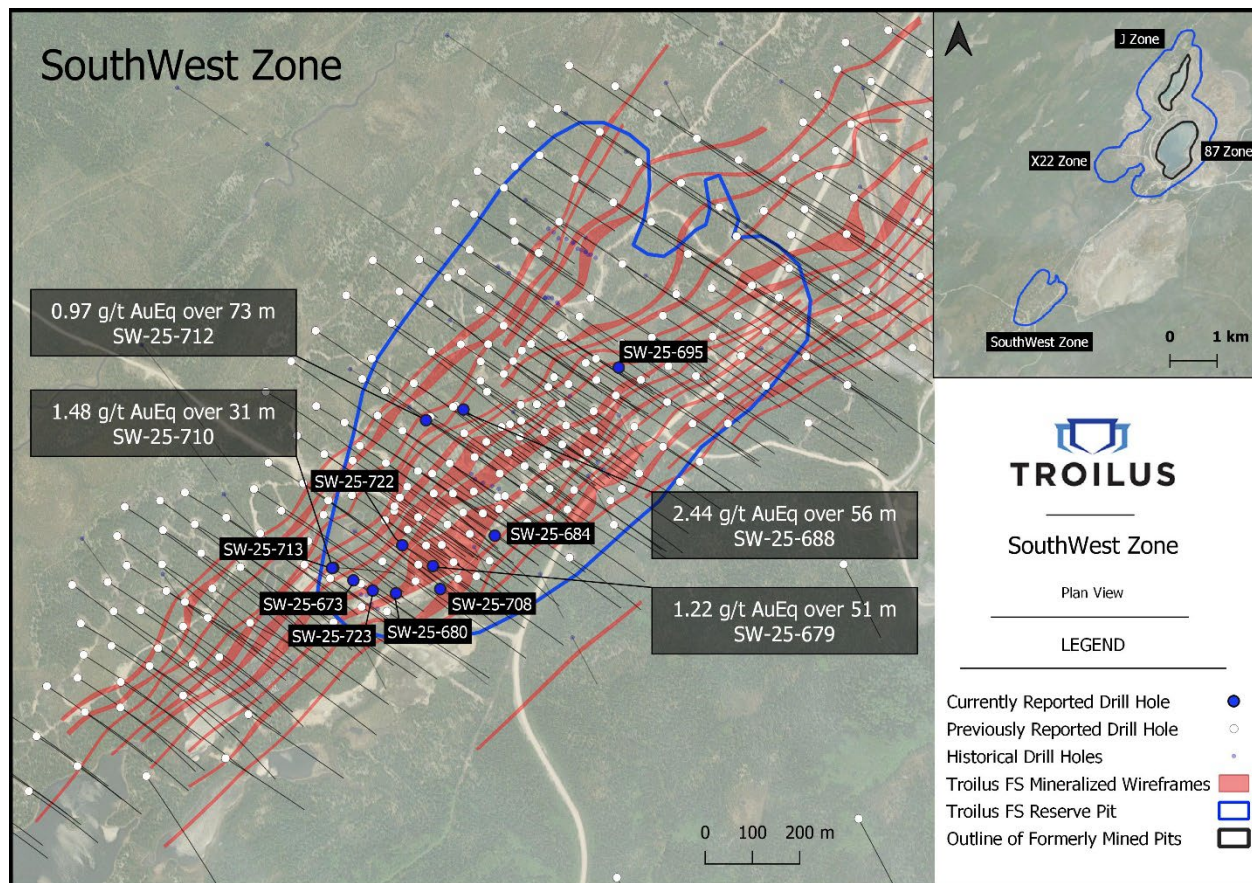 SouthWest Zone
0.97 g/t AuEq over 73 m
SW-25-712
1.48 g/t AuEq over 31 m
SW-25-710
SW-25-695
SW-25-722
SW-25-684
2.44 g/t AuEq over 56 m
SW-25-688
SW-25-713
SW-25-673
SW-25-708
1.22 g/t AuEq over 51 m
SW-25-679
SW-25-723
SW-25-680
0 100 200 m
J Zone
87 Zone
X22 Zone
SouthWest Zone
0 1 km
TROILUS
SouthWest Zone
Plan View
LEGEND
Currently Reported Drill Hole
Previously Reported Drill Hole
Historical Drill Holes
Troilus FS Mineralized Wireframes
Troilus FS Reserve Pit
Outline of Formerly Mined Pits